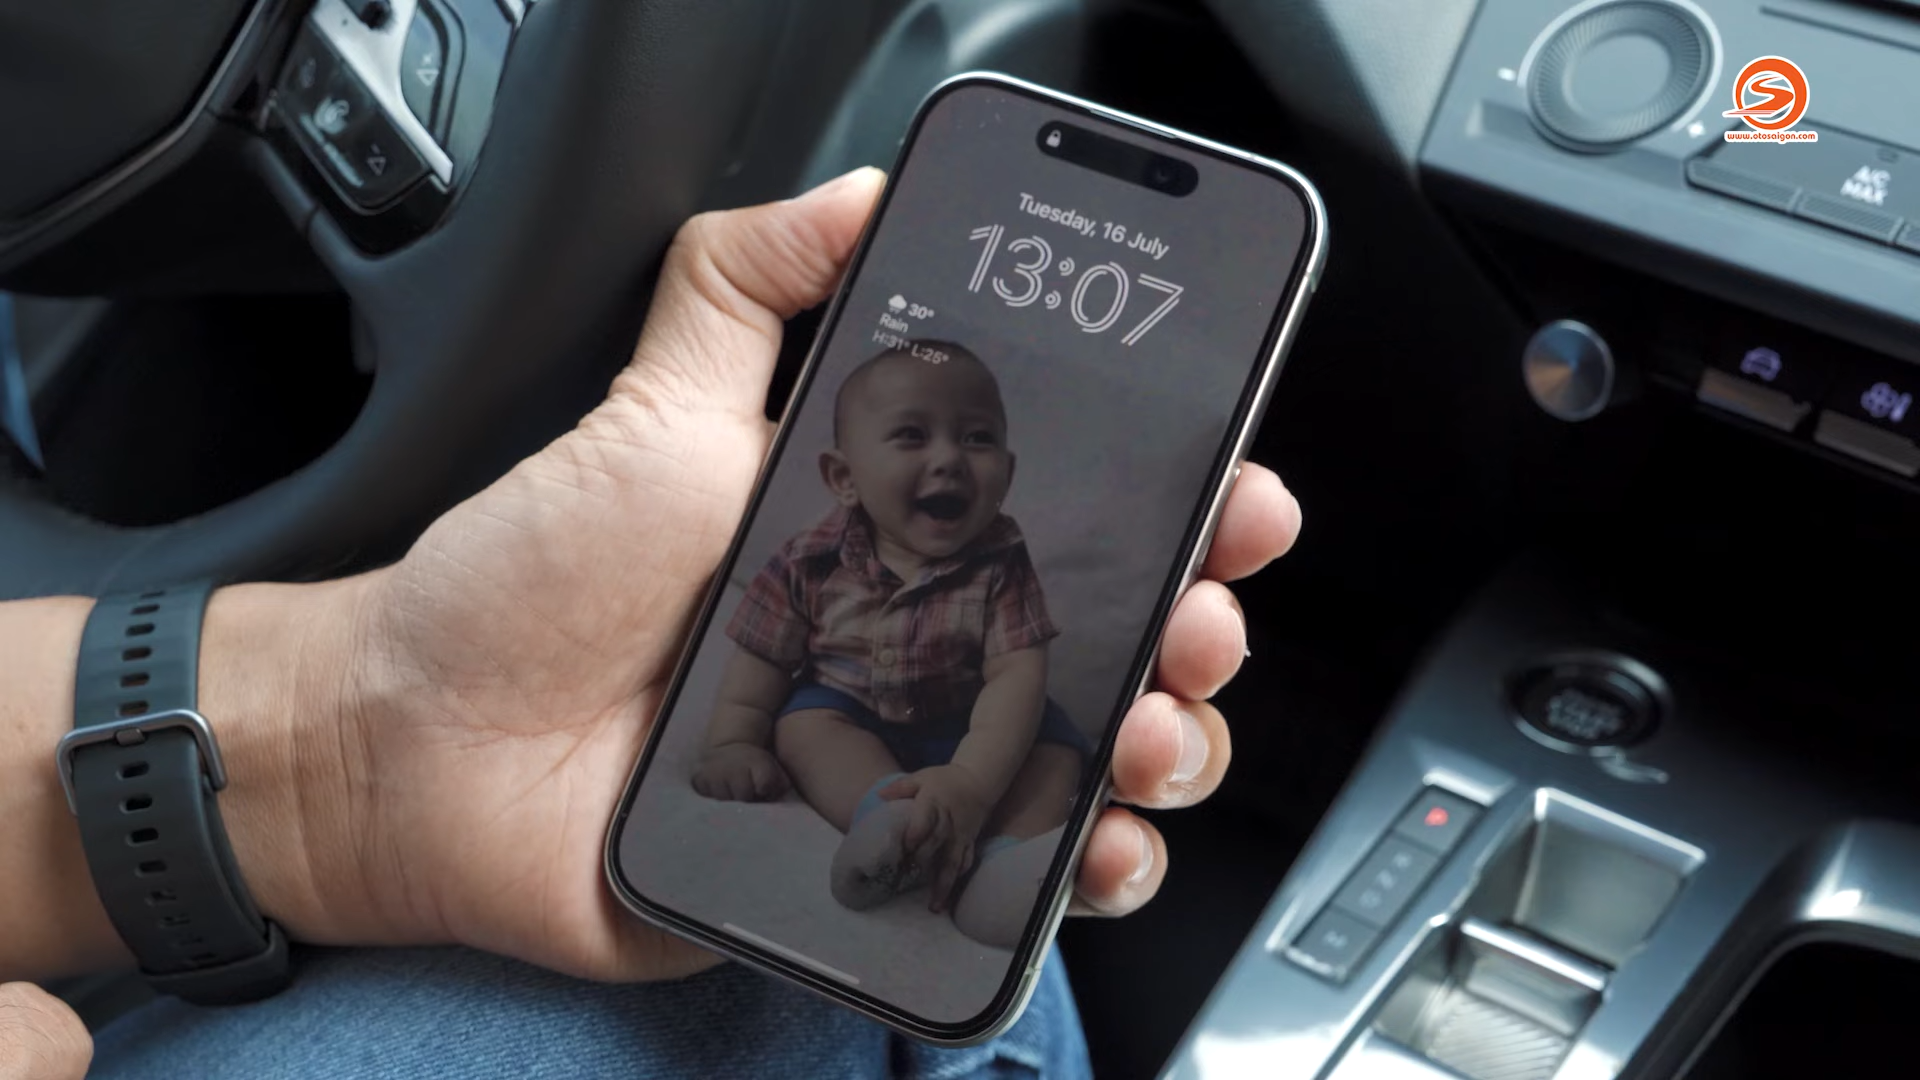 www.otosaigon.com
A/C
MAX
Tuesday, 16 July
13:07
30°
Rain
H:31° L:25°
P
R
N
D
M